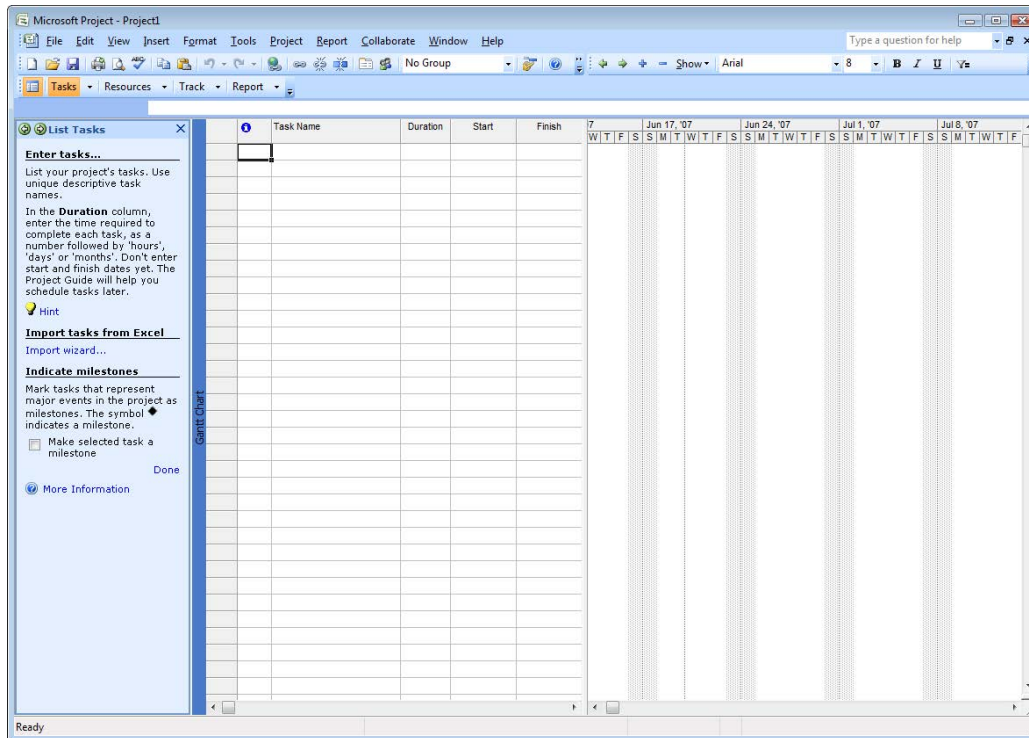 Microsoft Project - Project1
File Edit View Insert Format Tools Project Report Collaborate Window Help
Type a question for help
No Group
Show
Arial
8
B I U
Tasks Resources Track Report
List Tasks
Enter tasks...
List your project's tasks. Use
unique descriptive task
names.
In the Duration column,
enter the time required to
complete each task, as a
number followed by 'hours',
'days' or 'months'. Don't enter
start and finish dates yet. The
Project Guide will help you
schedule tasks later.
Hint
Import tasks from Excel
Import wizard...
Indicate milestones
Mark tasks that represent
major events in the project as
milestones. The symbol ◆
indicates a milestone.
Make selected task a
milestone
Done
More Information
Gantt Chart
Task Name Duration Start Finish
7 Jun 17, '07 Jun 24, '07 Jul 1, '07 Jul 8, '07
W T F S S M T W T F S S M T W T F S S M T W T F S S M T W T F
Ready